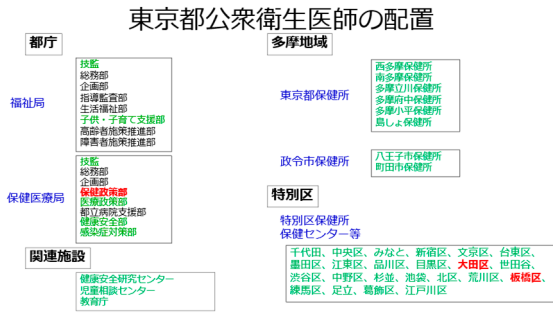 東京都公衆衛生医師の配置
都庁
福祉局
技監
総務部
企画部
指導監査部
生活福祉部
子供・子育て支援部
高齢者施策推進部
障害者施策推進部
保健医療局
技監
総務部
企画部
保健政策部
医療政策部
都立病院支援部
健康安全部
感染症対策部
関連施設
健康安全研究センター
児童相談センター
教育庁
多摩地域
東京都保健所
西多摩保健所
南多摩保健所
多摩立川保健所
多摩府中保健所
多摩小平保健所
島しょ保健所
政令市保健所
八王子市保健所
町田市保健所
特別区
特別区保健所
保健センター等
千代田、中央区、みなと、新宿区、文京区、台東区、
墨田区、江東区、品川区、目黒区、大田区、世田谷、
渋谷区、中野区、杉並、池袋、北区、荒川区、板橋区、
練馬区、足立、葛飾区、江戸川区